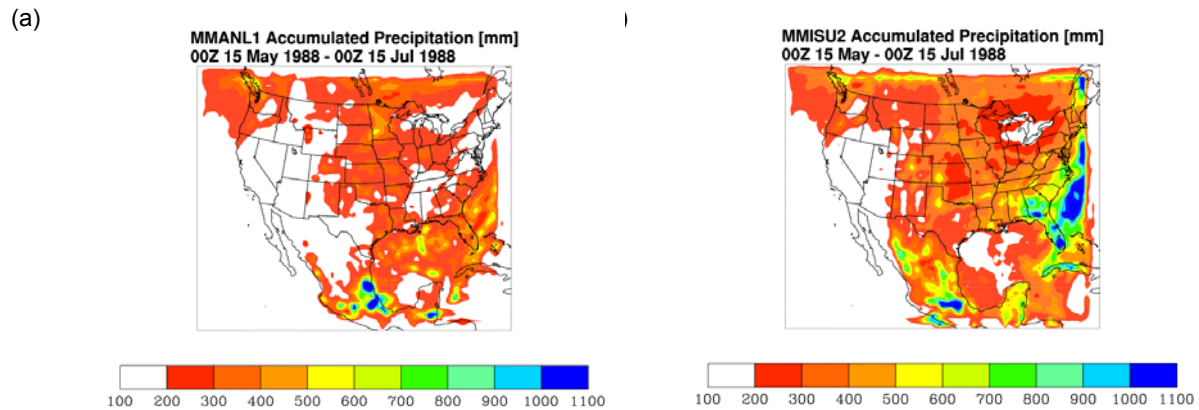 (a)
MMANL1 Accumulated Precipitation [mm]
00Z 15 May 1988 - 00Z 15 Jul 1988
100 200 300 400 500 600 700 800 900 1000 1100
)
MMISU2 Accumulated Precipitation [mm]
00Z 15 May - 00Z 15 Jul 1988
100 200 300 400 500 600 700 800 900 1000 1100